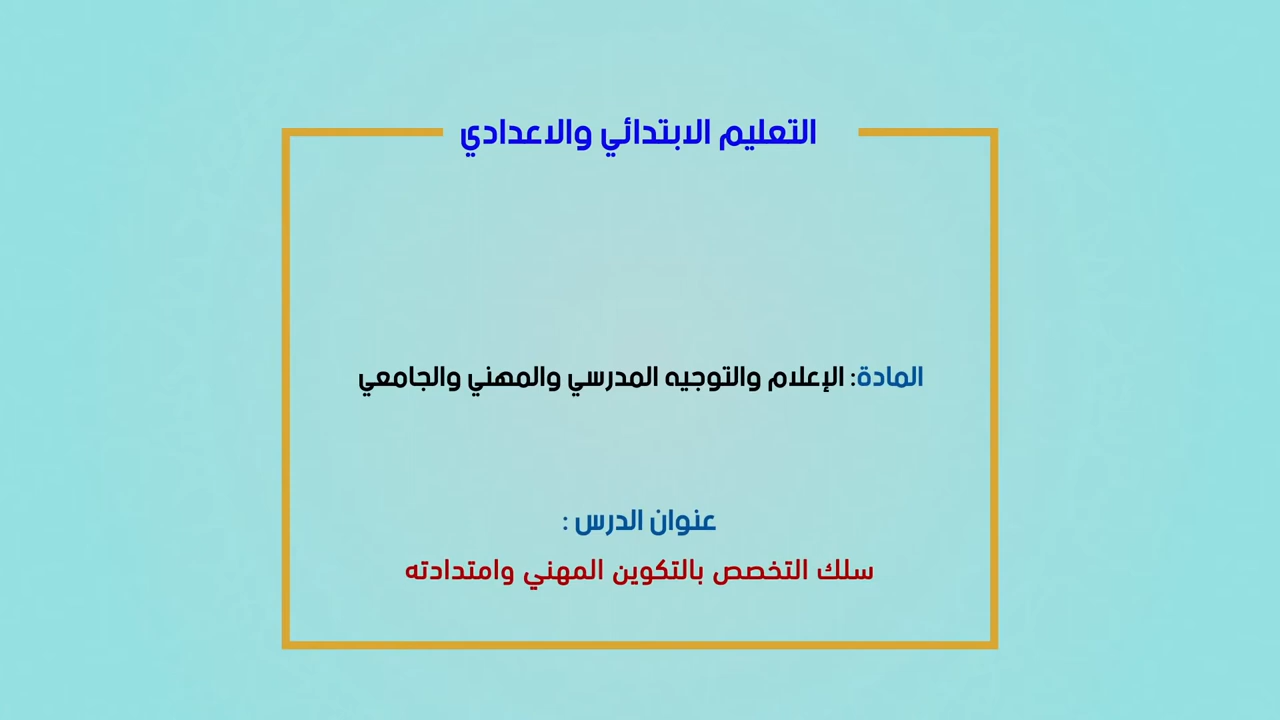 التعليم الابتدائي والاعدادي
المادة: الإعلام والتوجيه المدرسي والمهني والجامعي
عنوان الدرس :
سلك التخصص بالتكوين المهني وامتدادته